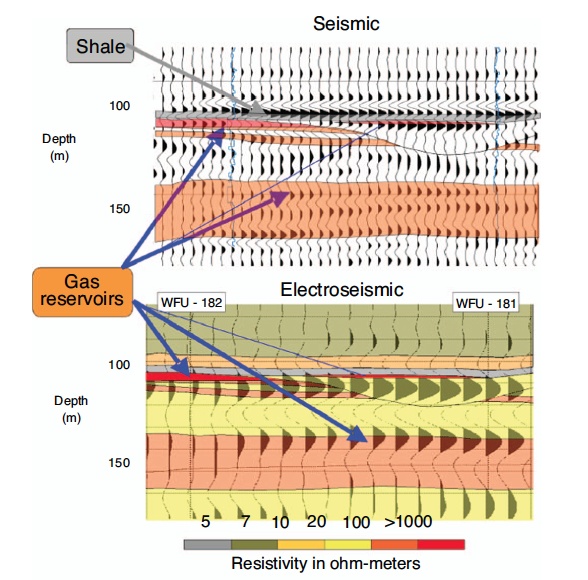 Seismic
Shale
100
Depth
(m)
150
Gas
reservoirs
Electroseismic
WFU - 182
WFU - 181
100
Depth
(m)
150
5 7 10 20 100 >1000
Resistivity in ohm-meters